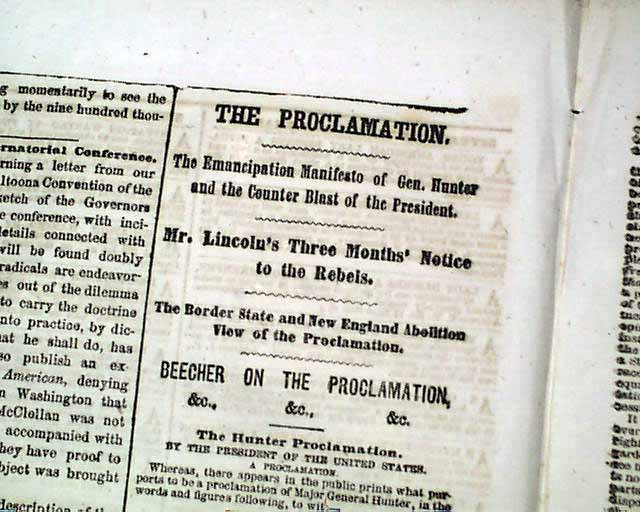 g momentarily to see the
by the nine hundred thou-
rnatorial Conference.
rning a letter from our
ltoona Convention of the
ketch of the Governors
e conference, with inci-
letails connected with
will be found doubly
radicals are endeavor-
es out of the dilemma
to carry the doctrine
nto practice, by dic-
hat he shall do, has
so publish an ex-
American, denying
n Washington that
McClellan was not
accompanied with
hey have proof to
bject was brought
description of the
THE PROCLAMATION.
The Emancipation Manifesto of Gen. Hunter
and the Counter Blast of the President.
Mr. Lincoln's Three Months' Notice
to the Rebels.
The Border State and New England Abolition
View of the Proclamation.
BEECHER ON THE PROCLAMATION,
&c., &c., &c.
The Hunter Proclamation.
BY THE PRESIDENT OF THE UNITED STATES.
A PROCLAMATION.
Whereas, there appears in the public prints what pur-
ports to be a proclamation of Major General Hunter, in the
words and figures following, to wit